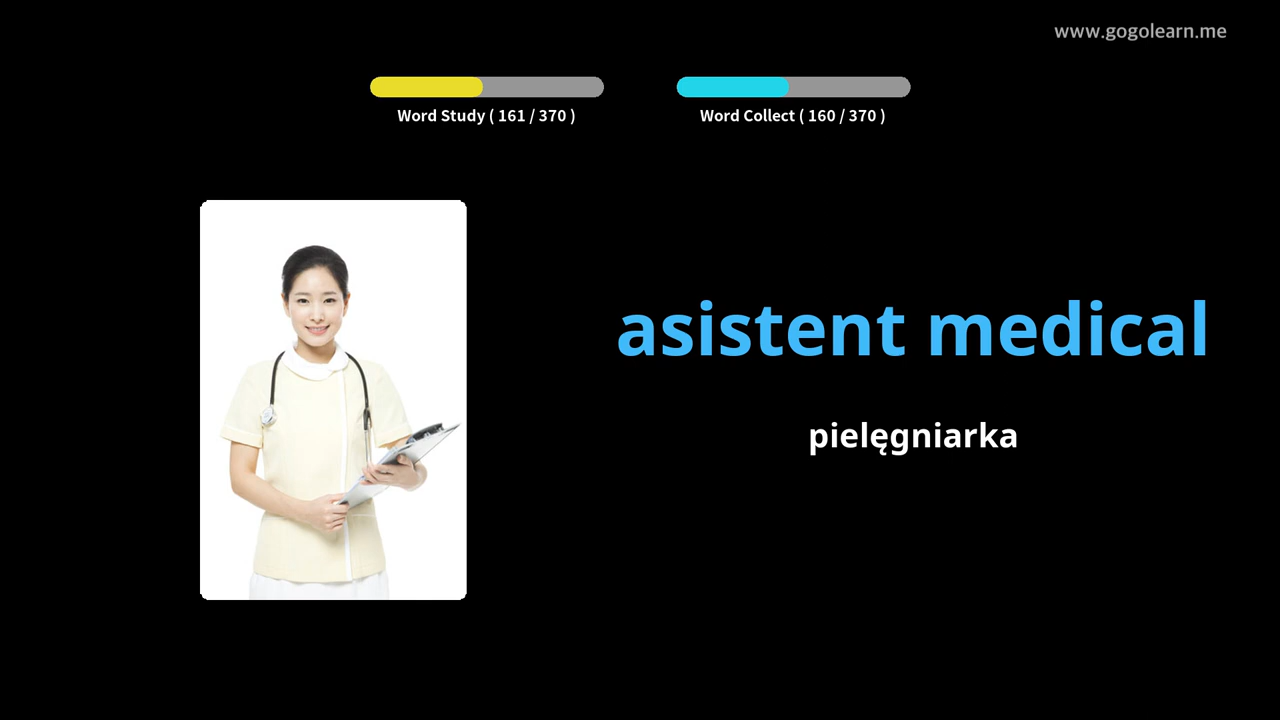 www.gogolearn.me
Word Study ( 161 / 370 )
Word Collect ( 160 / 370 )
asistent medical
pielęgniarka